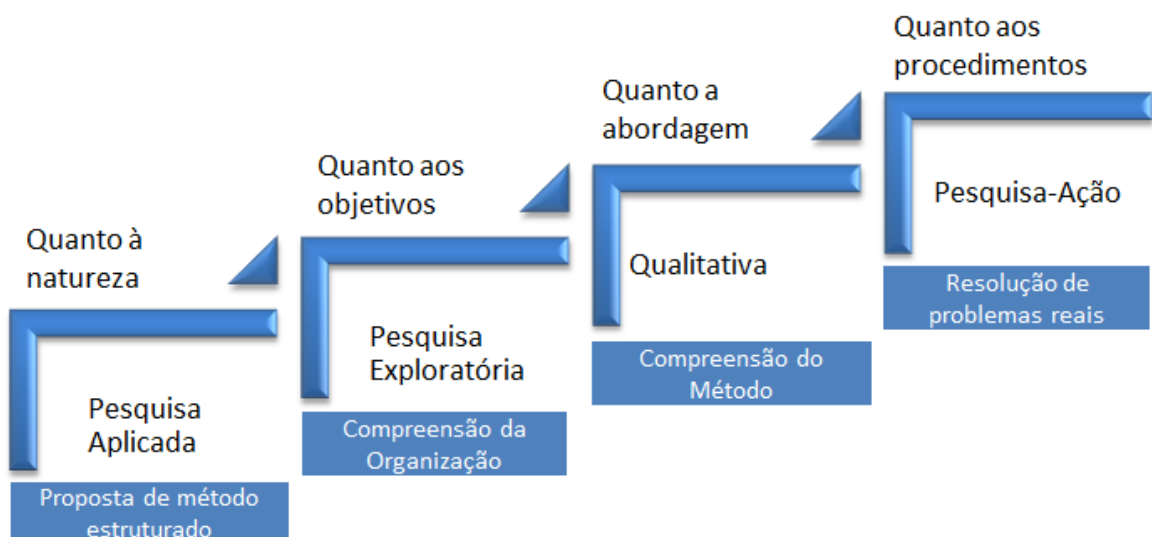 Quanto à
natureza
Pesquisa
Aplicada
Proposta de método
estruturado
Quanto aos
objetivos
Pesquisa
Exploratória
Compreensão da
Organização
Quanto a
abordagem
Qualitativa
Compreensão do
Método
Quanto aos
procedimentos
Pesquisa-Ação
Resolução de
problemas reais